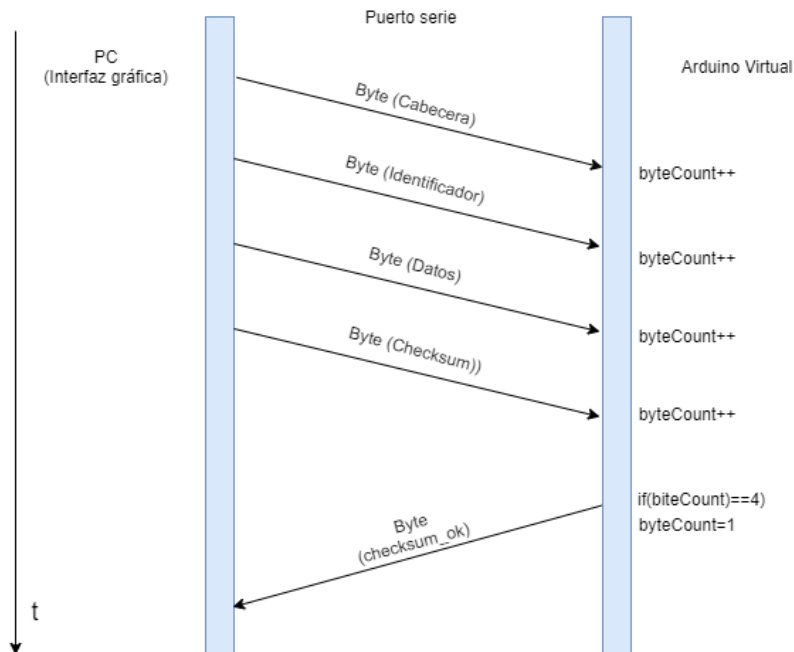 Puerto serie
PC
(Interfaz gráfica)
Arduino Virtual
Byte (Cabecera)
byteCount++
Byte (Identificador)
byteCount++
Byte (Datos)
byteCount++
Byte (Checksum))
byteCount++
if(biteCount)==4)
byteCount=1
Byte
(checksum_ok)
t